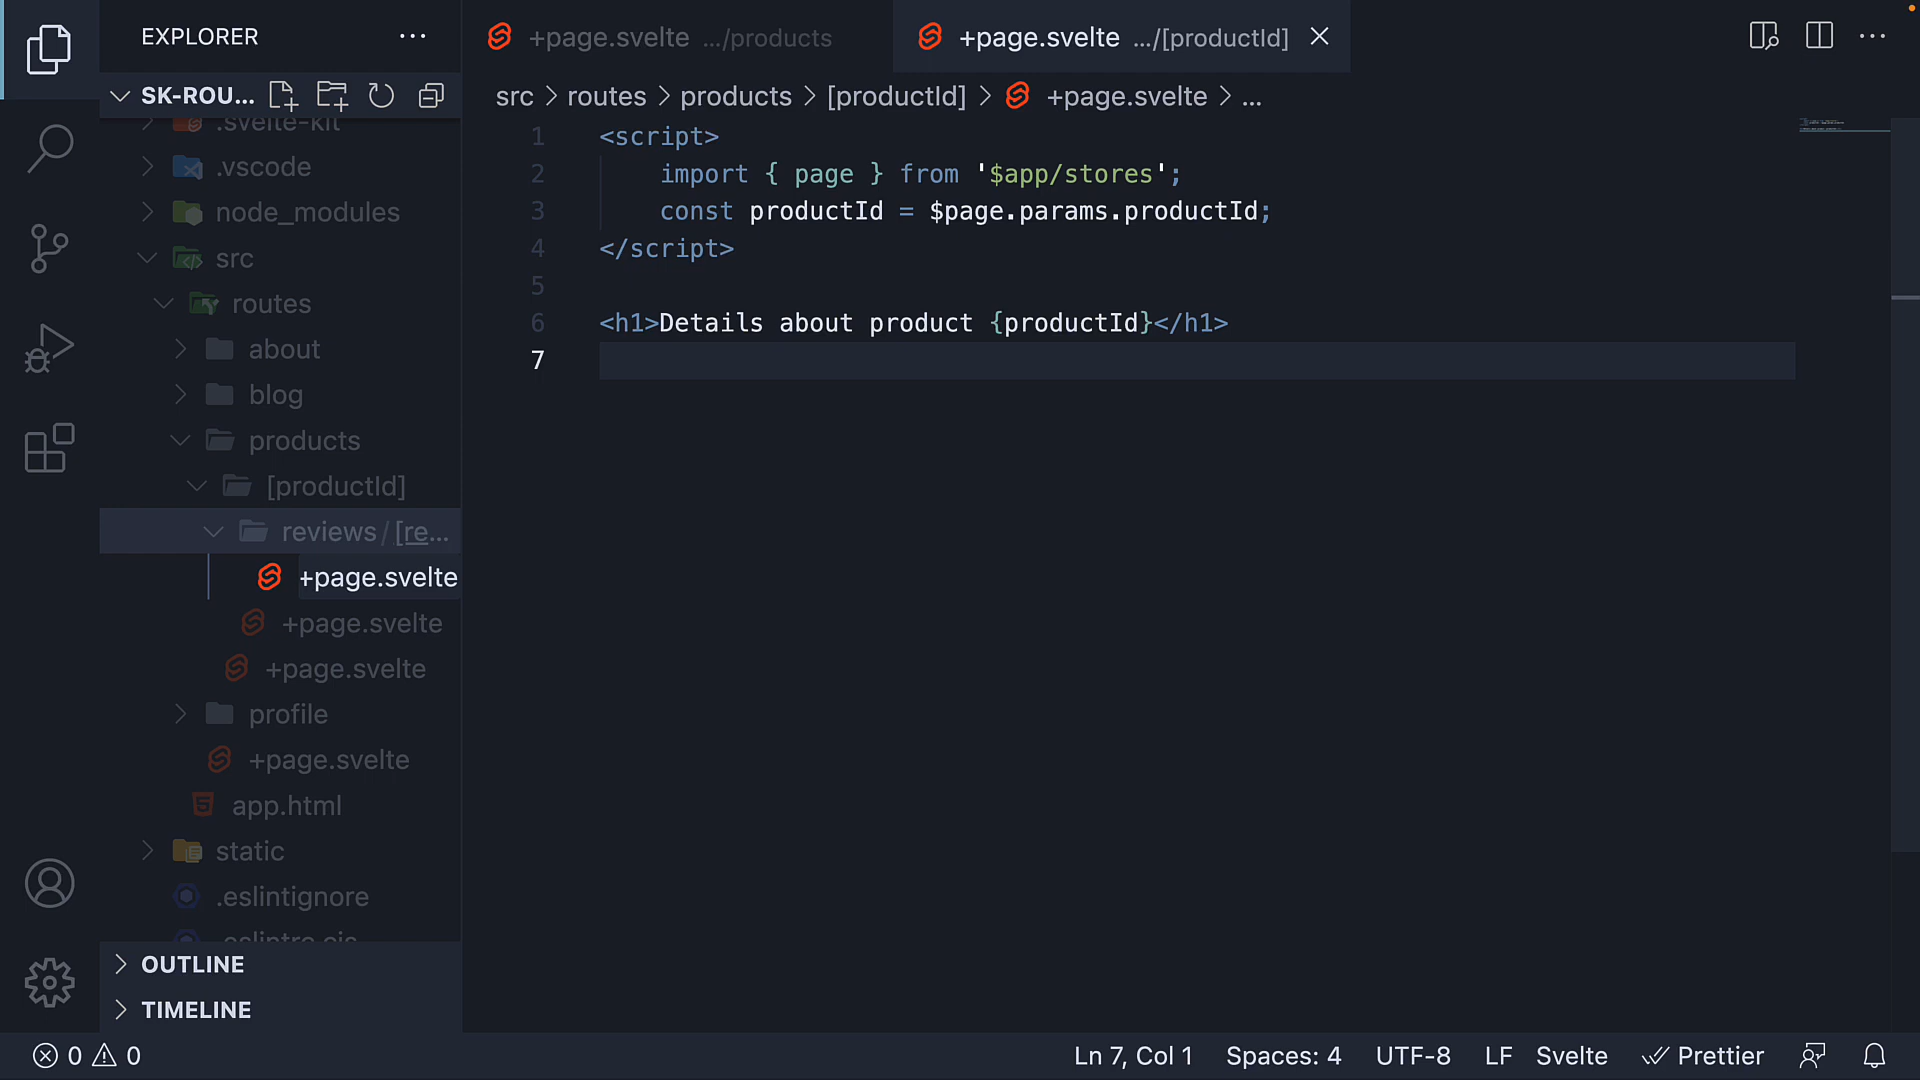 EXPLORER
SK-ROU...
.svelte-kit
.vscode
node_modules
src
routes
about
blog
products
[productId]
reviews/[re...
+page.svelte
+page.svelte
+page.svelte
profile
+page.svelte
app.html
static
.eslintignore
.eslintrc.cjs
OUTLINE
TIMELINE
+page.svelte .../products
+page.svelte .../[productId]
src > routes > products > [productId] > +page.svelte > ...
1 <script>
2 import { page } from '$app/stores';
3 const productId = $page.params.productId;
4 </script>
5
6 <h1>Details about product {productId}</h1>
7
0 0
Ln 7, Col 1 Spaces: 4 UTF-8 LF Svelte Prettier